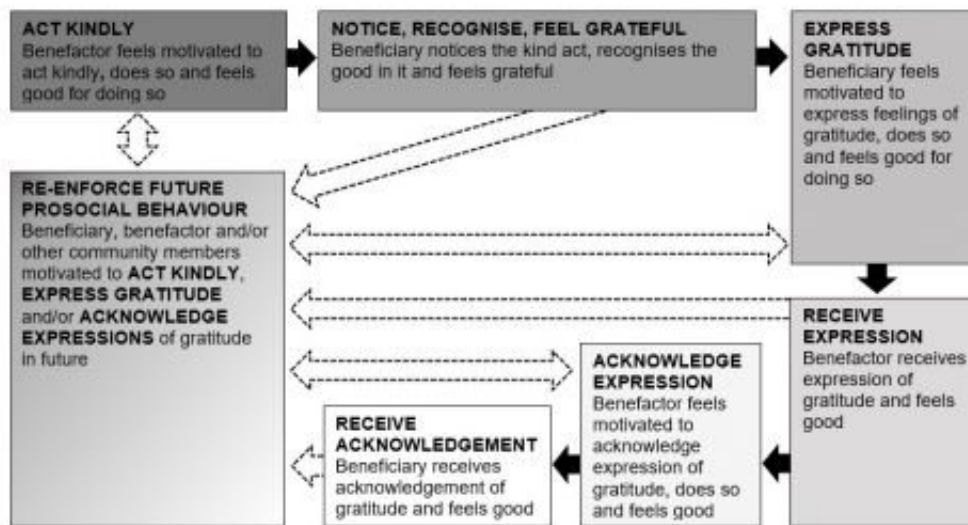 ACT KINDLY
Benefactor feels motivated to
act kindly, does so and feels
good for doing so
NOTICE, RECOGNISE, FEEL GRATEFUL
Beneficiary notices the kind act, recognises the
good in it and feels grateful
EXPRESS
GRATITUDE
Beneficiary feels
motivated to
express feelings of
gratitude, does so
and feels good for
doing so
RE-ENFORCE FUTURE
PROSOCIAL BEHAVIOUR
Beneficiary, benefactor and/or
other community members
motivated to ACT KINDLY,
EXPRESS GRATITUDE
and/or ACKNOWLEDGE
EXPRESSIONS of gratitude
in future
RECEIVE
EXPRESSION
Benefactor receives
expression of
gratitude and feels
good
ACKNOWLEDGE
EXPRESSION
Benefactor feels
motivated to
acknowledge
expression of
gratitude, does so
and feels good
RECEIVE
ACKNOWLEDGEMENT
Beneficiary receives
acknowledgement of
gratitude and feels good